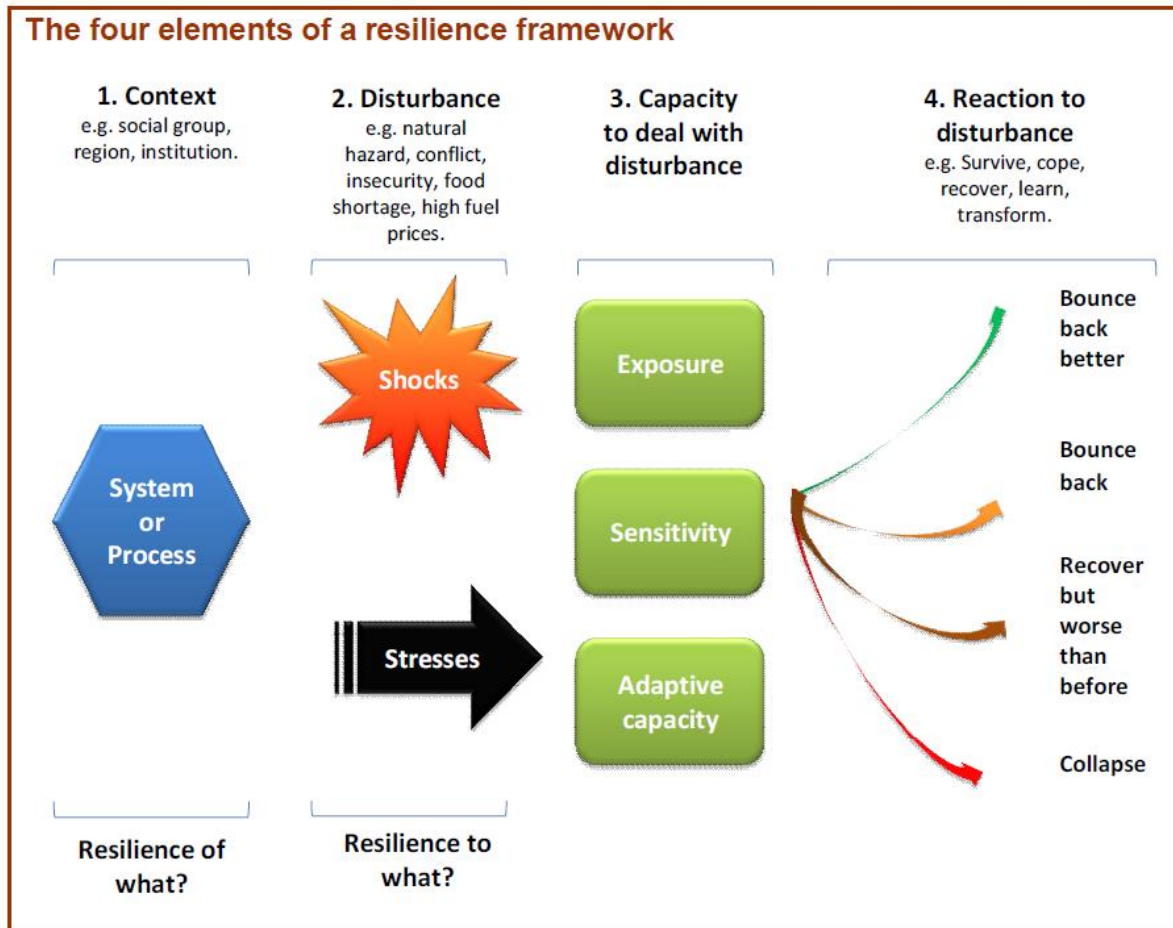 The four elements of a resilience framework
1. Context
e.g. social group,
region, institution.
2. Disturbance
e.g. natural
hazard, conflict,
insecurity, food
shortage, high fuel
prices.
3. Capacity
to deal with
disturbance
4. Reaction to
disturbance
e.g. Survive, cope,
recover, learn,
transform.
System
or
Process
Shocks
Stresses
Exposure
Sensitivity
Adaptive
capacity
Bounce
back
better
Bounce
back
Recover
but
worse
than
before
Collapse
Resilience of
what?
Resilience to
what?